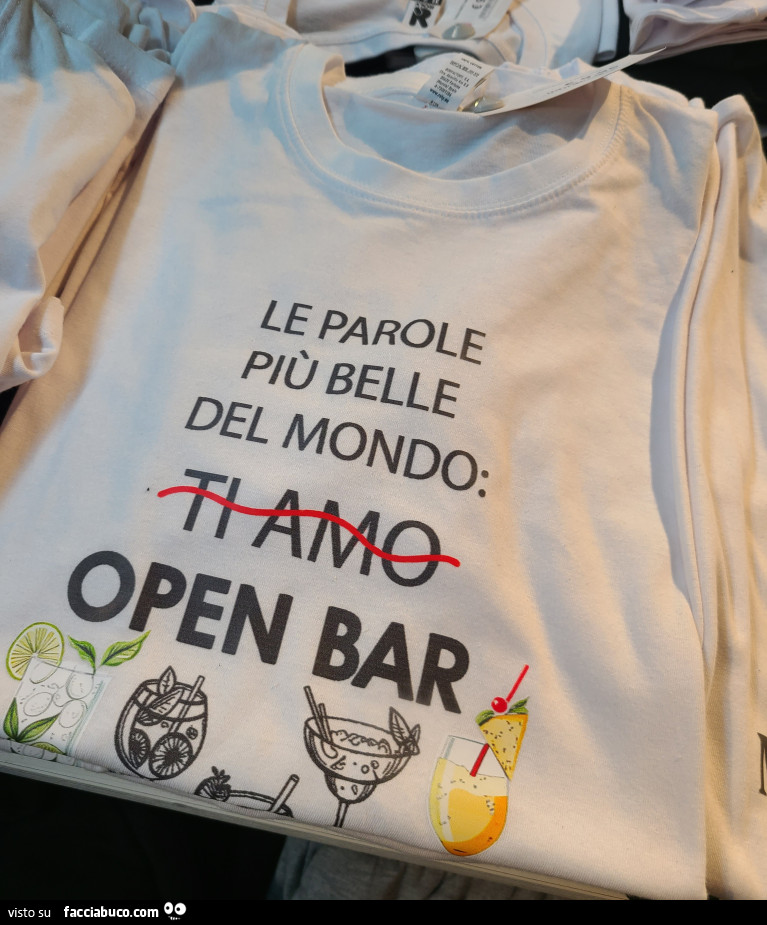 LE PAROLE
PIÙ BELLE
DEL MONDO:
TI AMO
OPEN BAR
visto su facciabuco.com